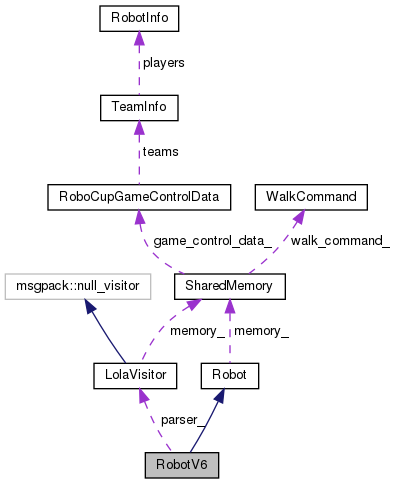 RobotInfo
players
TeamInfo
teams
RoboCupGameControlData
WalkCommand
game_control_data_
walk_command_
msgpack::null_visitor
SharedMemory
memory_
memory_
LolaVisitor
Robot
parser_
RobotV6